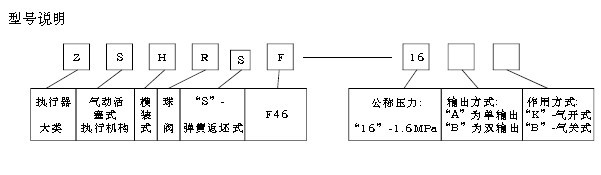 型号说明
Z S H R S F 16
执行器 气动活 模 球 “S”- F46 公称压力: 输出方式: 作用方式:
塞式 装 “A”为单输出 “K”-气开式
大类 执行机构 式 阀 弹簧返坯式 “16”-1.6MPa “B”为双输出 “B”-气关式